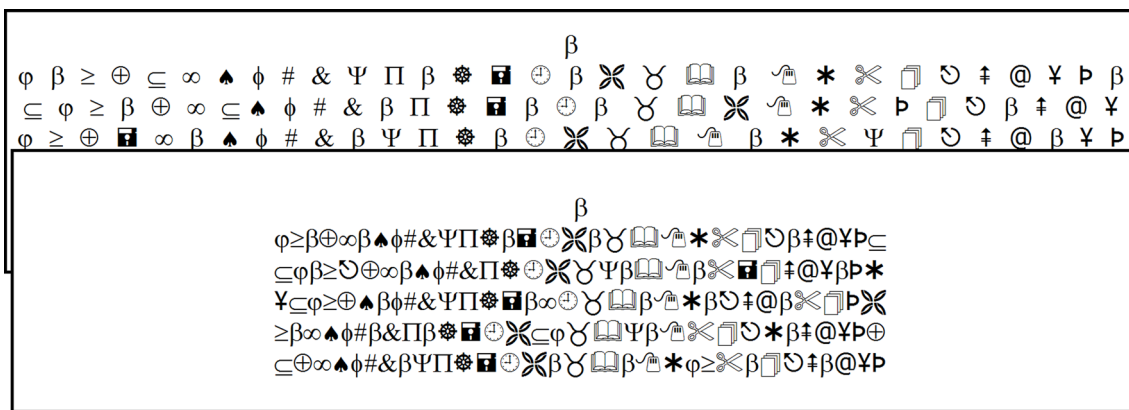 β
φ β ≥ ⊕ ⊆ ∞ ♠ ϕ # & Ψ Π β ☸ 🖬 🕘 β ✂ ♉ 🕮 β 🖰 * ✂ 🗍 ⎋ ‡ @ ¥ Þ β
⊆ φ ≥ β ⊕ ∞ ⊆ ♠ ϕ # & β Π ☸ 🖬 β 🕘 β ♉ 🕮 ⌘ 🖰 * ✂ Þ 🗍 ⎋ β ‡ @ ¥
φ ≥ ⊕ 🖬 ∞ β ♠ ϕ # & β Ψ Π ☸ β 🕘 ⌘ ♉ 🕮 🖰 β * ✂ Ψ 🗍 ⎋ ‡ @ β ¥ Þ
β
φ≥β⊕∞β♠ϕ#&ΨΠ☸β🖬🕘⌘β♉🕮🖰*✂🗍⎋β‡@¥Þ⊆
⊆φβ≥⎋⊕∞β♠ϕ#&Π☸🕘⌘♉Ψβ🕮🖰β✂🖬🗍‡@¥βÞ*
¥⊆φ≥⊕♠βϕ#&ΨΠ☸🖬β∞🕘♉🕮β🖰*β⎋‡@β✂🗍Þ⌘
≥β∞♠ϕ#β&Πβ☸🖬🕘⌘⊆φ♉🕮Ψβ🖰✂🗍⎋*β‡@¥Þ⊕
⊆⊕∞♠ϕ#&βΨΠ☸🖬🕘⌘β♉🕮β🖰*φ≥✂β🗍⎋‡β@¥Þ